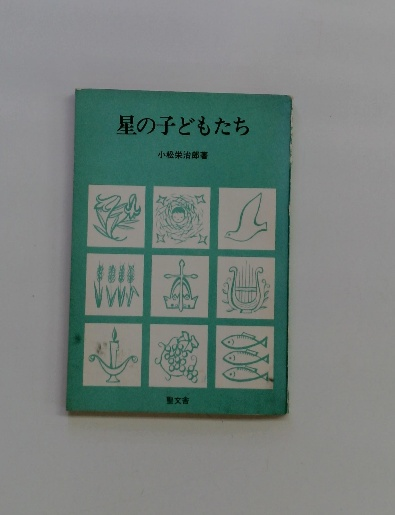 星の子どもたち
小松栄治郎著
聖文舎